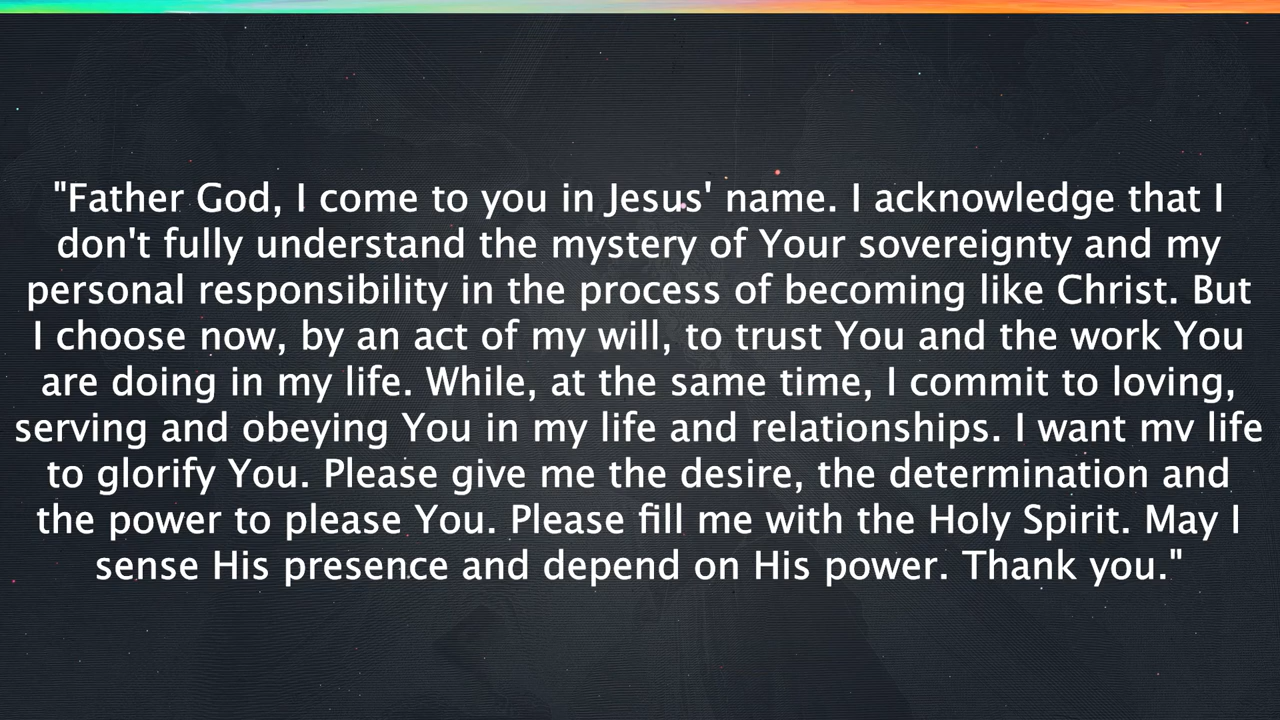 "Father God, I come to you in Jesus' name. I acknowledge that I
don't fully understand the mystery of Your sovereignty and my
personal responsibility in the process of becoming like Christ. But
I choose now, by an act of my will, to trust You and the work You
are doing in my life. While, at the same time, I commit to loving,
serving and obeying You in my life and relationships. I want mv life
to glorify You. Please give me the desire, the determination and
the power to please You. Please fill me with the Holy Spirit. May I
sense His presence and depend on His power. Thank you."